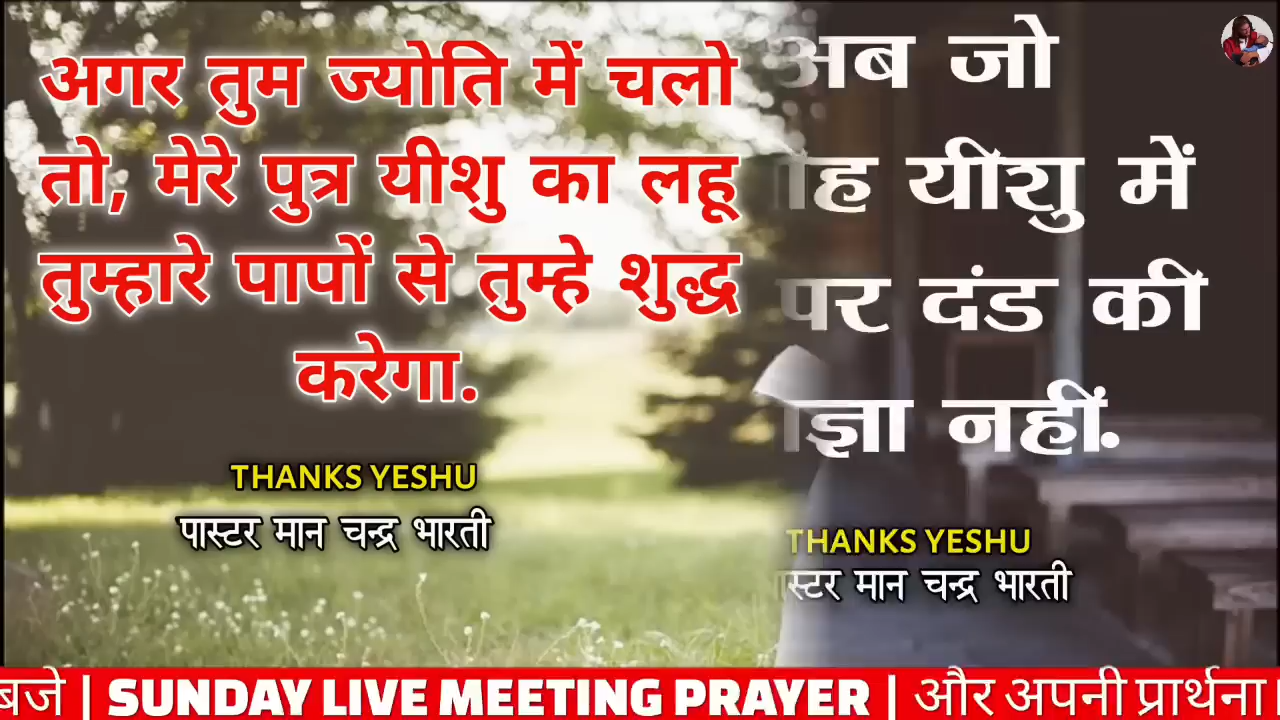 अगर तुम ज्योति में चलो
तो, मेरे पुत्र यीशु का लहू
तुम्हारे पापों से तुम्हे शुद्ध
करेगा.
THANKS YESHU
पास्टर मान चन्द्र भारती
अब जो
यीशु में
पर दंड की
नहीं.
THANKS YESHU
मान चन्द्र भारती
बजे | SUNDAY LIVE MEETING PRAYER | और अपनी प्रार्थना